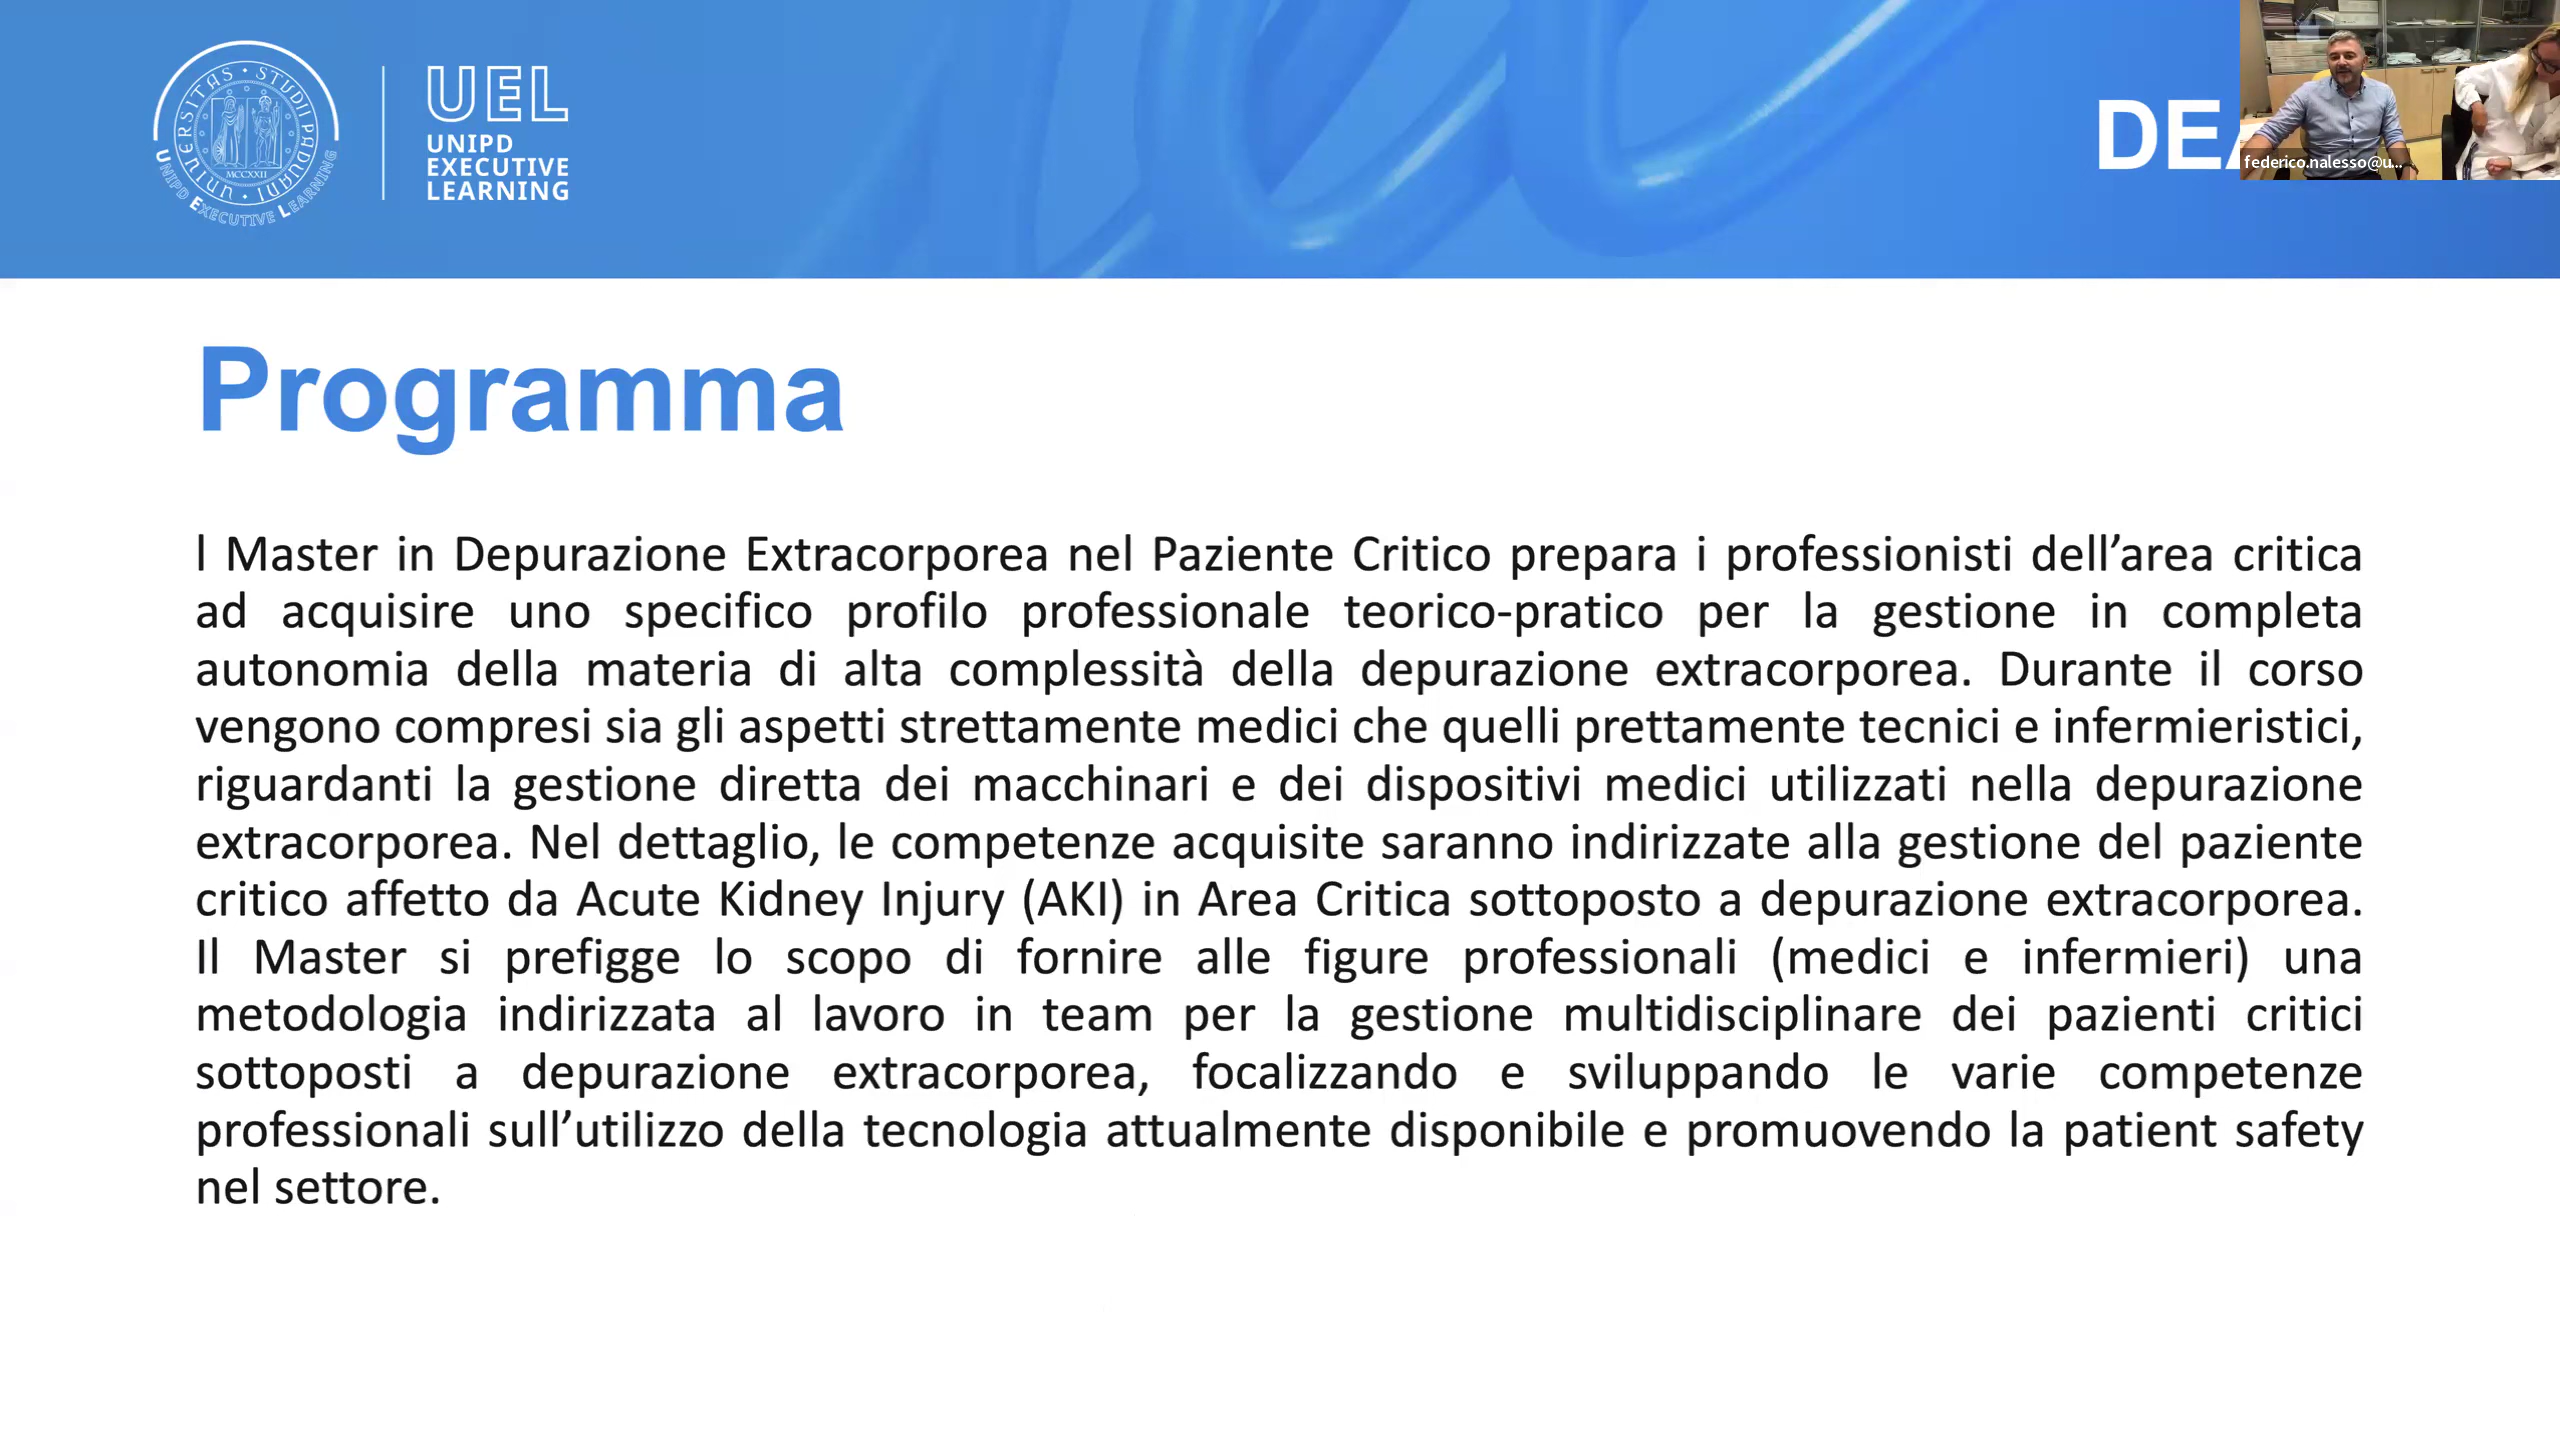 UNIVERSITAS · STUDII PADUANI ·
MCCXXII
UNIPD EXECUTIVE LEARNING
UEL
UNIPD
EXECUTIVE
LEARNING
federico.nalesso@u...
Programma
l Master in Depurazione Extracorporea nel Paziente Critico prepara i professionisti dell’area critica
ad acquisire uno specifico profilo professionale teorico-pratico per la gestione in completa
autonomia della materia di alta complessità della depurazione extracorporea. Durante il corso
vengono compresi sia gli aspetti strettamente medici che quelli prettamente tecnici e infermieristici,
riguardanti la gestione diretta dei macchinari e dei dispositivi medici utilizzati nella depurazione
extracorporea. Nel dettaglio, le competenze acquisite saranno indirizzate alla gestione del paziente
critico affetto da Acute Kidney Injury (AKI) in Area Critica sottoposto a depurazione extracorporea.
Il Master si prefigge lo scopo di fornire alle figure professionali (medici e infermieri) una
metodologia indirizzata al lavoro in team per la gestione multidisciplinare dei pazienti critici
sottoposti a depurazione extracorporea, focalizzando e sviluppando le varie competenze
professionali sull’utilizzo della tecnologia attualmente disponibile e promuovendo la patient safety
nel settore.